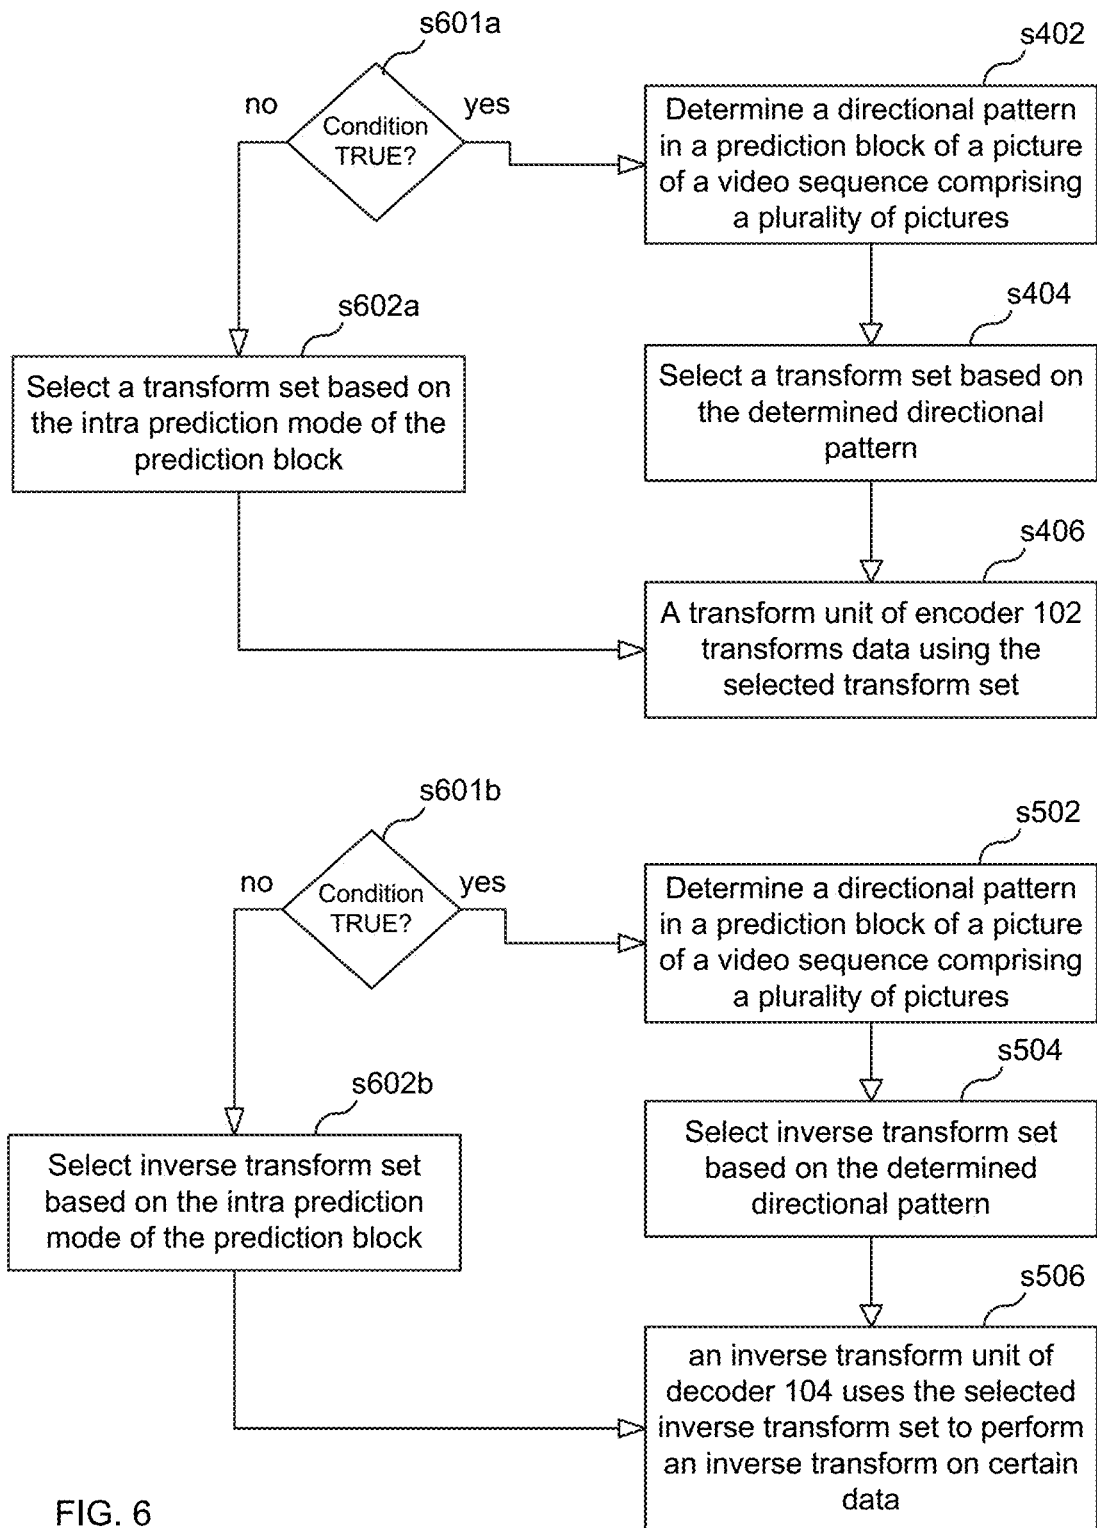 s601a
s402
no
yes
Condition
TRUE?
Determine a directional pattern
in a prediction block of a picture
of a video sequence comprising
a plurality of pictures
s602a
s404
Select a transform set based on
the intra prediction mode of the
prediction block
Select a transform set based on
the determined directional
pattern
s406
A transform unit of encoder 102
transforms data using the
selected transform set
s601b
s502
no
yes
Condition
TRUE?
Determine a directional pattern
in a prediction block of a picture
of a video sequence comprising
a plurality of pictures
s602b
s504
Select inverse transform set
based on the intra prediction
mode of the prediction block
Select inverse transform set
based on the determined
directional pattern
s506
an inverse transform unit of
decoder 104 uses the selected
inverse transform set to perform
an inverse transform on certain
data
FIG. 6